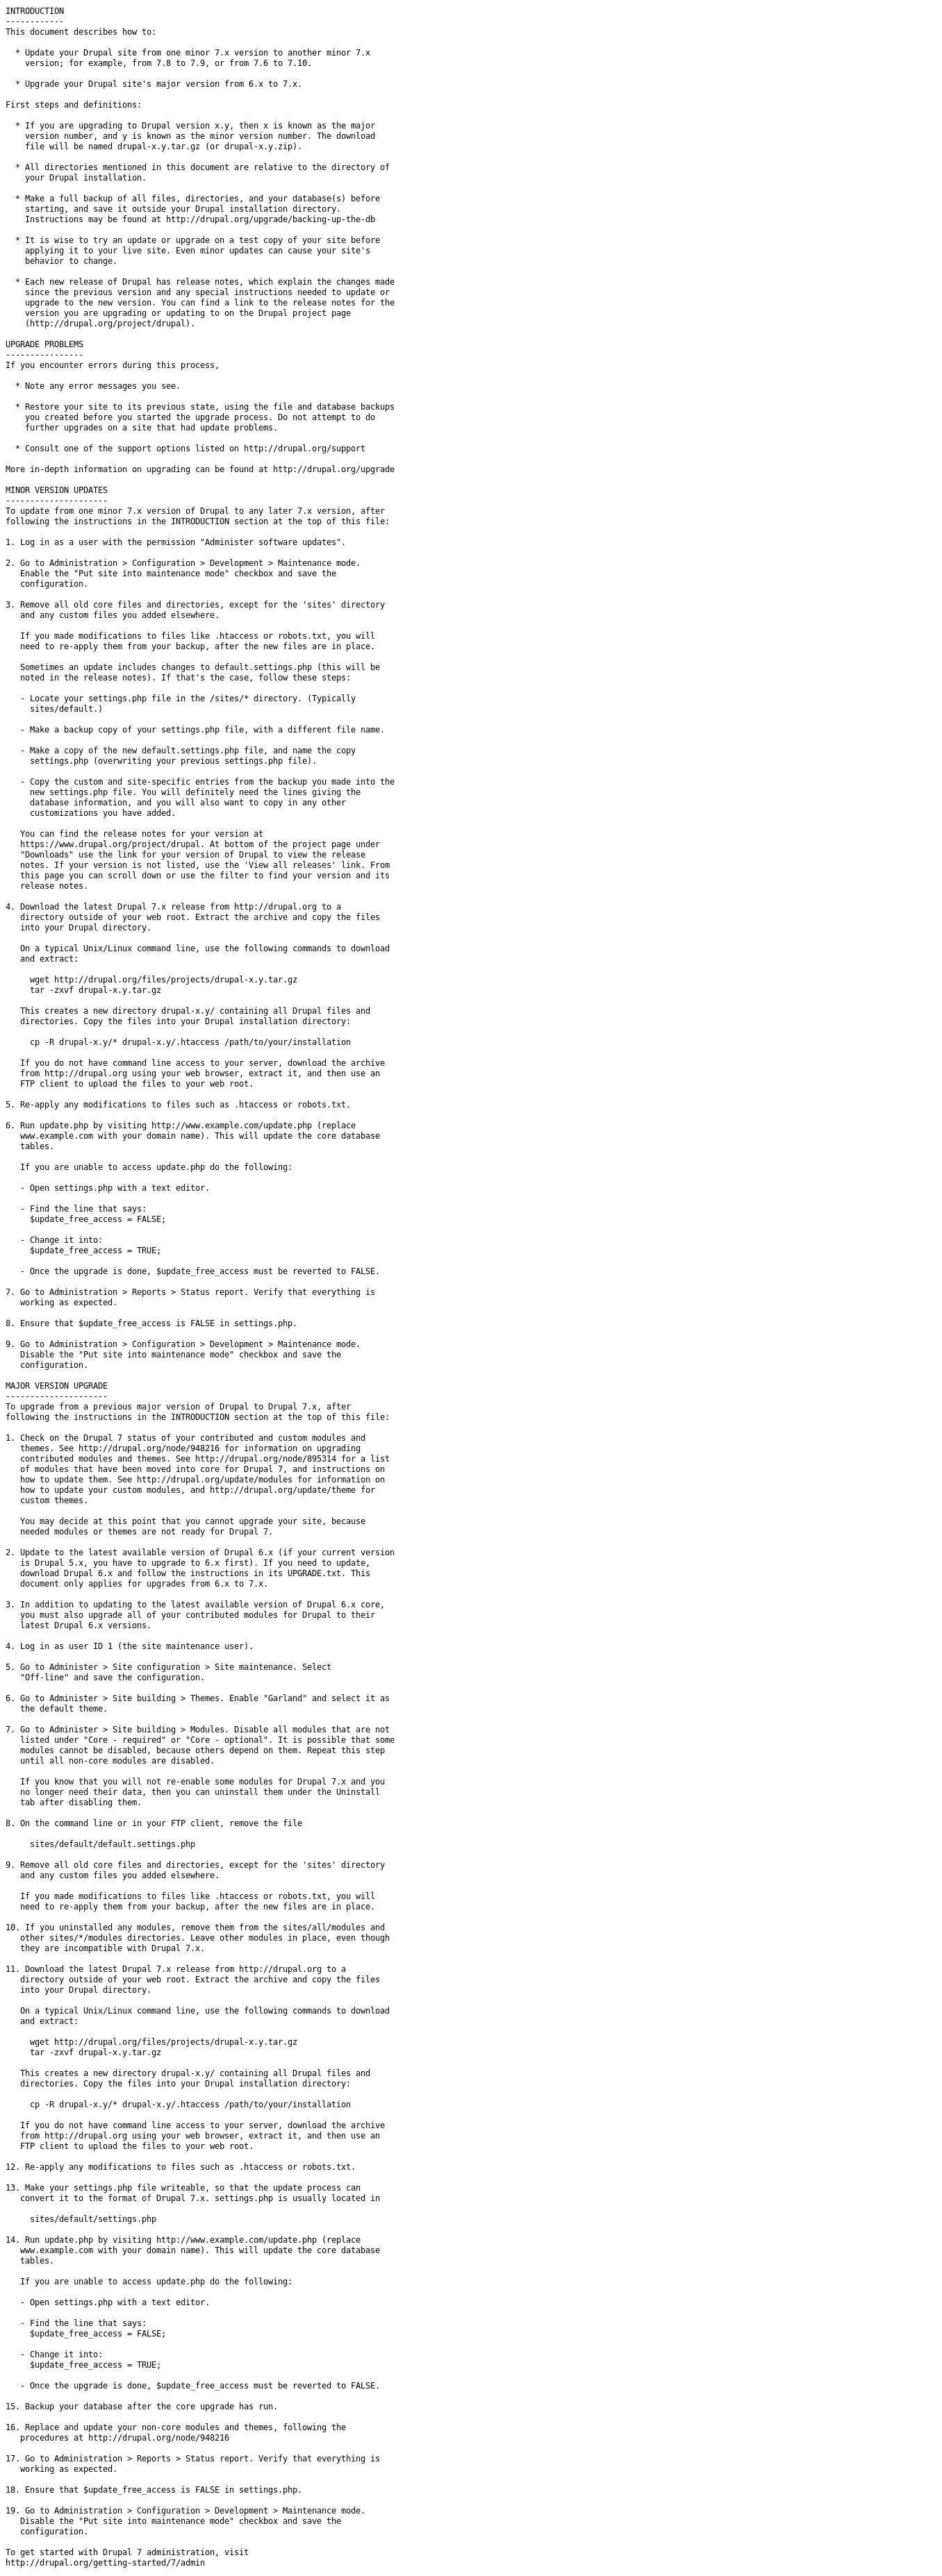 INTRODUCTION
------------
This document describes how to:

  * Update your Drupal site from one minor 7.x version to another minor 7.x
    version; for example, from 7.8 to 7.9, or from 7.6 to 7.10.

  * Upgrade your Drupal site's major version from 6.x to 7.x.

First steps and definitions:

  * If you are upgrading to Drupal version x.y, then x is known as the major
    version number, and y is known as the minor version number. The download
    file will be named drupal-x.y.tar.gz (or drupal-x.y.zip).

  * All directories mentioned in this document are relative to the directory of
    your Drupal installation.

  * Make a full backup of all files, directories, and your database(s) before
    starting, and save it outside your Drupal installation directory.
    Instructions may be found at http://drupal.org/upgrade/backing-up-the-db

  * It is wise to try an update or upgrade on a test copy of your site before
    applying it to your live site. Even minor updates can cause your site's
    behavior to change.

  * Each new release of Drupal has release notes, which explain the changes made
    since the previous version and any special instructions needed to update or
    upgrade to the new version. You can find a link to the release notes for the
    version you are upgrading or updating to on the Drupal project page
    (http://drupal.org/project/drupal).

UPGRADE PROBLEMS
----------------
If you encounter errors during this process,

  * Note any error messages you see.

  * Restore your site to its previous state, using the file and database backups
    you created before you started the upgrade process. Do not attempt to do
    further upgrades on a site that had update problems.

  * Consult one of the support options listed on http://drupal.org/support

More in-depth information on upgrading can be found at http://drupal.org/upgrade

MINOR VERSION UPDATES
---------------------
To update from one minor 7.x version of Drupal to any later 7.x version, after
following the instructions in the INTRODUCTION section at the top of this file:

1. Log in as a user with the permission "Administer software updates".

2. Go to Administration > Configuration > Development > Maintenance mode.
   Enable the "Put site into maintenance mode" checkbox and save the
   configuration.

3. Remove all old core files and directories, except for the 'sites' directory
   and any custom files you added elsewhere.

   If you made modifications to files like .htaccess or robots.txt, you will
   need to re-apply them from your backup, after the new files are in place.

   Sometimes an update includes changes to default.settings.php (this will be
   noted in the release notes). If that's the case, follow these steps:

   - Locate your settings.php file in the /sites/* directory. (Typically
     sites/default.)

   - Make a backup copy of your settings.php file, with a different file name.

   - Make a copy of the new default.settings.php file, and name the copy
     settings.php (overwriting your previous settings.php file).

   - Copy the custom and site-specific entries from the backup you made into the
     new settings.php file. You will definitely need the lines giving the
     database information, and you will also want to copy in any other
     customizations you have added.

   You can find the release notes for your version at
   https://www.drupal.org/project/drupal. At bottom of the project page under
   "Downloads" use the link for your version of Drupal to view the release
   notes. If your version is not listed, use the 'View all releases' link. From
   this page you can scroll down or use the filter to find your version and its
   release notes.

4. Download the latest Drupal 7.x release from http://drupal.org to a
   directory outside of your web root. Extract the archive and copy the files
   into your Drupal directory.

   On a typical Unix/Linux command line, use the following commands to download
   and extract:

     wget http://drupal.org/files/projects/drupal-x.y.tar.gz
     tar -zxvf drupal-x.y.tar.gz

   This creates a new directory drupal-x.y/ containing all Drupal files and
   directories. Copy the files into your Drupal installation directory:

     cp -R drupal-x.y/* drupal-x.y/.htaccess /path/to/your/installation

   If you do not have command line access to your server, download the archive
   from http://drupal.org using your web browser, extract it, and then use an
   FTP client to upload the files to your web root.

5. Re-apply any modifications to files such as .htaccess or robots.txt.

6. Run update.php by visiting http://www.example.com/update.php (replace
   www.example.com with your domain name). This will update the core database
   tables.

   If you are unable to access update.php do the following:

   - Open settings.php with a text editor.

   - Find the line that says:
     $update_free_access = FALSE;

   - Change it into:
     $update_free_access = TRUE;

   - Once the upgrade is done, $update_free_access must be reverted to FALSE.

7. Go to Administration > Reports > Status report. Verify that everything is
   working as expected.

8. Ensure that $update_free_access is FALSE in settings.php.

9. Go to Administration > Configuration > Development > Maintenance mode.
   Disable the "Put site into maintenance mode" checkbox and save the
   configuration.

MAJOR VERSION UPGRADE
---------------------
To upgrade from a previous major version of Drupal to Drupal 7.x, after
following the instructions in the INTRODUCTION section at the top of this file:

1. Check on the Drupal 7 status of your contributed and custom modules and
   themes. See http://drupal.org/node/948216 for information on upgrading
   contributed modules and themes. See http://drupal.org/node/895314 for a list
   of modules that have been moved into core for Drupal 7, and instructions on
   how to update them. See http://drupal.org/update/modules for information on
   how to update your custom modules, and http://drupal.org/update/theme for
   custom themes.

   You may decide at this point that you cannot upgrade your site, because
   needed modules or themes are not ready for Drupal 7.

2. Update to the latest available version of Drupal 6.x (if your current version
   is Drupal 5.x, you have to upgrade to 6.x first). If you need to update,
   download Drupal 6.x and follow the instructions in its UPGRADE.txt. This
   document only applies for upgrades from 6.x to 7.x.

3. In addition to updating to the latest available version of Drupal 6.x core,
   you must also upgrade all of your contributed modules for Drupal to their
   latest Drupal 6.x versions.

4. Log in as user ID 1 (the site maintenance user).

5. Go to Administer > Site configuration > Site maintenance. Select
   "Off-line" and save the configuration.

6. Go to Administer > Site building > Themes. Enable "Garland" and select it as
   the default theme.

7. Go to Administer > Site building > Modules. Disable all modules that are not
   listed under "Core - required" or "Core - optional". It is possible that some
   modules cannot be disabled, because others depend on them. Repeat this step
   until all non-core modules are disabled.

   If you know that you will not re-enable some modules for Drupal 7.x and you
   no longer need their data, then you can uninstall them under the Uninstall
   tab after disabling them.

8. On the command line or in your FTP client, remove the file

     sites/default/default.settings.php

9. Remove all old core files and directories, except for the 'sites' directory
   and any custom files you added elsewhere.

   If you made modifications to files like .htaccess or robots.txt, you will
   need to re-apply them from your backup, after the new files are in place.

10. If you uninstalled any modules, remove them from the sites/all/modules and
   other sites/*/modules directories. Leave other modules in place, even though
   they are incompatible with Drupal 7.x.

11. Download the latest Drupal 7.x release from http://drupal.org to a
   directory outside of your web root. Extract the archive and copy the files
   into your Drupal directory.

   On a typical Unix/Linux command line, use the following commands to download
   and extract:

     wget http://drupal.org/files/projects/drupal-x.y.tar.gz
     tar -zxvf drupal-x.y.tar.gz

   This creates a new directory drupal-x.y/ containing all Drupal files and
   directories. Copy the files into your Drupal installation directory:

     cp -R drupal-x.y/* drupal-x.y/.htaccess /path/to/your/installation

   If you do not have command line access to your server, download the archive
   from http://drupal.org using your web browser, extract it, and then use an
   FTP client to upload the files to your web root.

12. Re-apply any modifications to files such as .htaccess or robots.txt.

13. Make your settings.php file writeable, so that the update process can
   convert it to the format of Drupal 7.x. settings.php is usually located in

     sites/default/settings.php

14. Run update.php by visiting http://www.example.com/update.php (replace
   www.example.com with your domain name). This will update the core database
   tables.

   If you are unable to access update.php do the following:

   - Open settings.php with a text editor.

   - Find the line that says:
     $update_free_access = FALSE;

   - Change it into:
     $update_free_access = TRUE;

   - Once the upgrade is done, $update_free_access must be reverted to FALSE.

15. Backup your database after the core upgrade has run.

16. Replace and update your non-core modules and themes, following the
   procedures at http://drupal.org/node/948216

17. Go to Administration > Reports > Status report. Verify that everything is
   working as expected.

18. Ensure that $update_free_access is FALSE in settings.php.

19. Go to Administration > Configuration > Development > Maintenance mode.
   Disable the "Put site into maintenance mode" checkbox and save the
   configuration.

To get started with Drupal 7 administration, visit
http://drupal.org/getting-started/7/admin